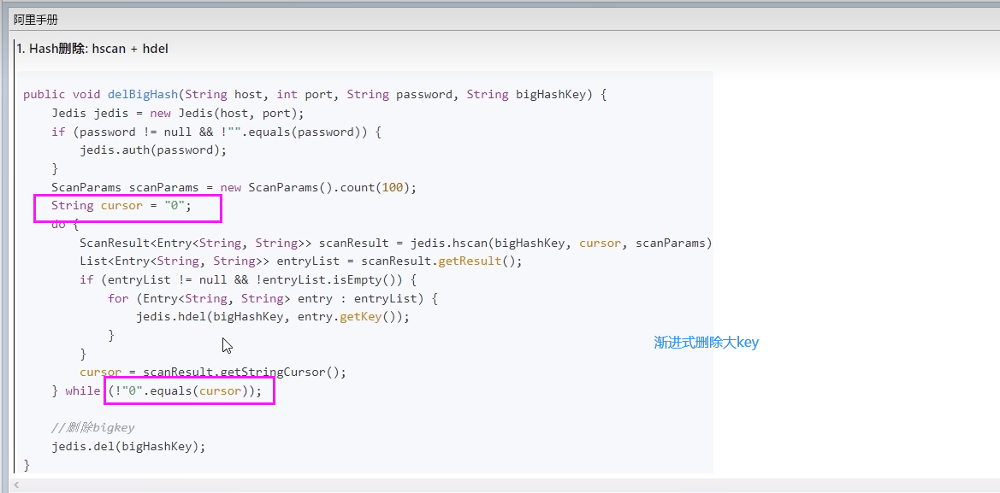 阿里手册
1. Hash删除: hscan + hdel
public void delBigHash(String host, int port, String password, String bigHashKey) {
    Jedis jedis = new Jedis(host, port);
    if (password != null && !"".equals(password)) {
        jedis.auth(password);
    }
    ScanParams scanParams = new ScanParams().count(100);
    String cursor = "0";
    do {
        ScanResult<Entry<String, String>> scanResult = jedis.hscan(bigHashKey, cursor, scanParams)
        List<Entry<String, String>> entryList = scanResult.getResult();
        if (entryList != null && !entryList.isEmpty()) {
            for (Entry<String, String> entry : entryList) {
                jedis.hdel(bigHashKey, entry.getKey());
            }
        }
        cursor = scanResult.getStringCursor();
    } while (!"0".equals(cursor));
    //删除bigkey
    jedis.del(bigHashKey);
}
渐进式删除大key